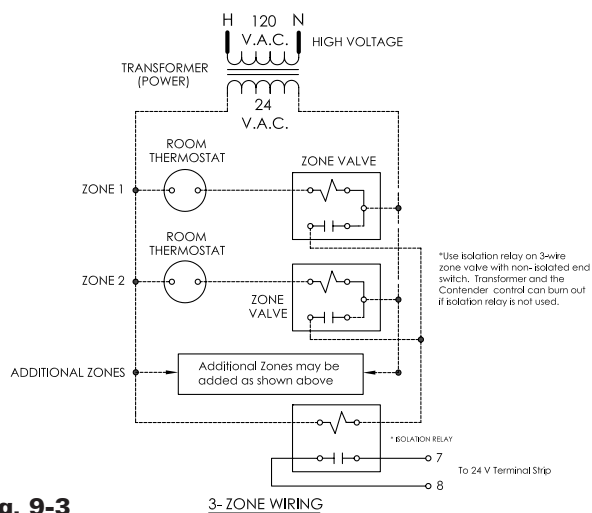 H 120 N
V.A.C.
HIGH VOLTAGE
TRANSFORMER
(POWER)
24
V.A.C.
ROOM
THERMOSTAT
ZONE VALVE
ZONE 1
ROOM
THERMOSTAT
*Use isolation relay on 3-wire
zone valve with non-isolated end
switch. Transformer and the
Contender control can burn out
if isolation relay is not used.
ZONE 2
ZONE
VALVE
ADDITIONAL ZONES
Additional Zones may be
added as shown above
* ISOLATION RELAY
7
To 24 V Terminal Strip
8
g. 9-3
3- ZONE WIRING